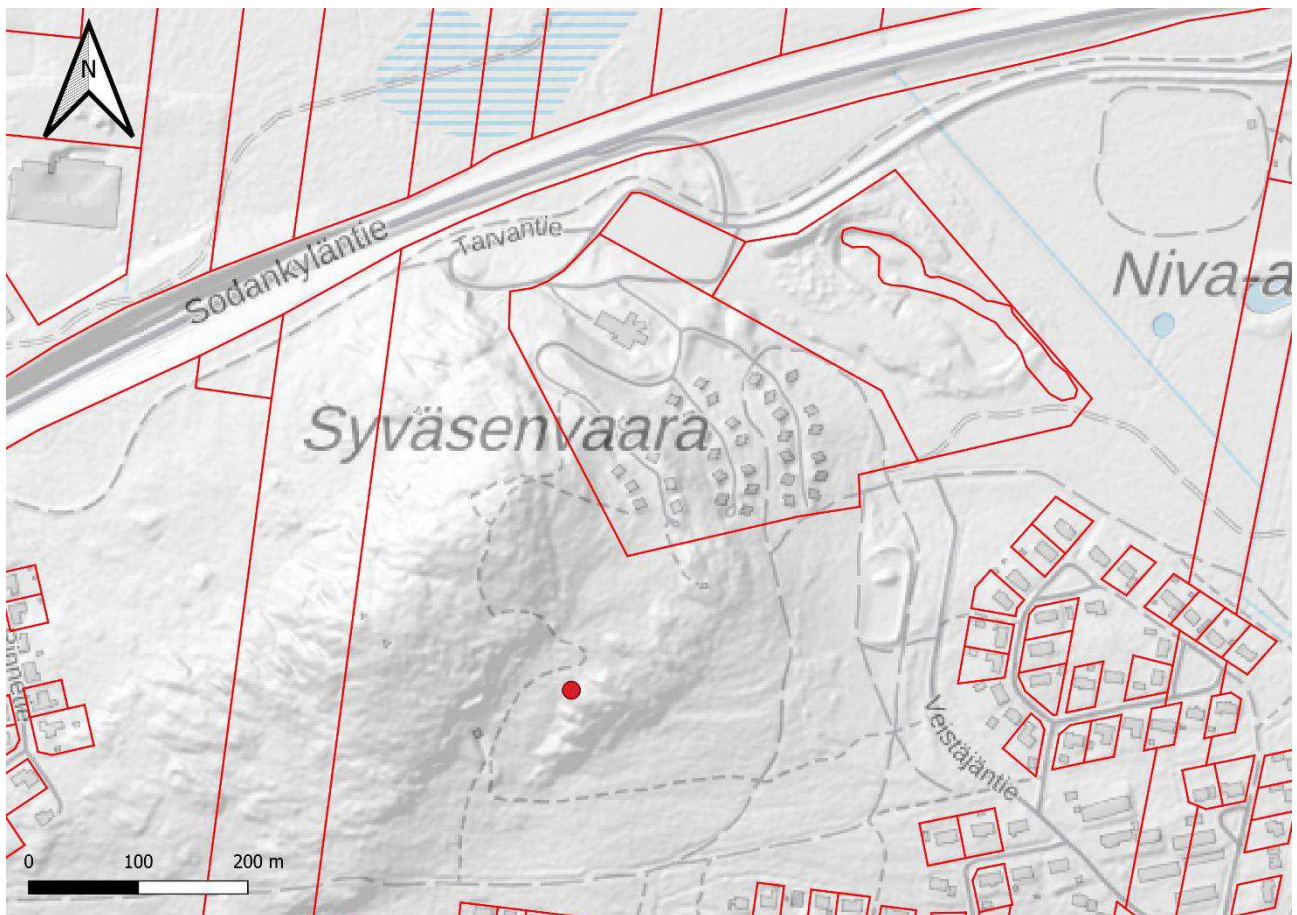 N
Sodankyläntie
Tarvantie
Niva-a
Syväsenvaara
Veistäjäntie
0 100 200 m